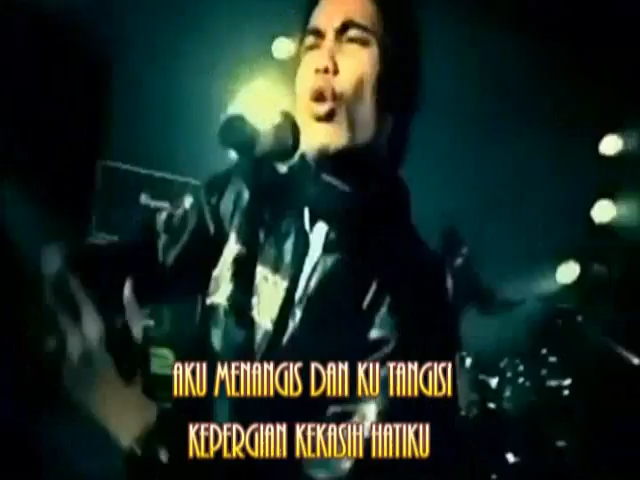 AKU MENANGIS DAN KU TANGISI
KEPERGIAN KEKASIH HATIKU